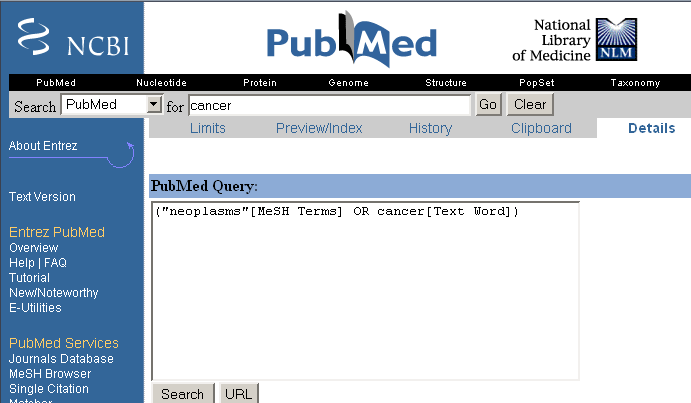 NCBI
PubMed
National
Library
of Medicine
NLM
PubMed Nucleotide Protein Genome Structure PopSet Taxonomy
Search PubMed for cancer Go Clear
Limits Preview/Index History Clipboard Details
About Entrez
Text Version
Entrez PubMed
Overview
Help | FAQ
Tutorial
New/Noteworthy
E-Utilities
PubMed Services
Journals Database
MeSH Browser
Single Citation
Matcher
PubMed Query:
("neoplasms"[MeSH Terms] OR cancer[Text Word])
Search URL